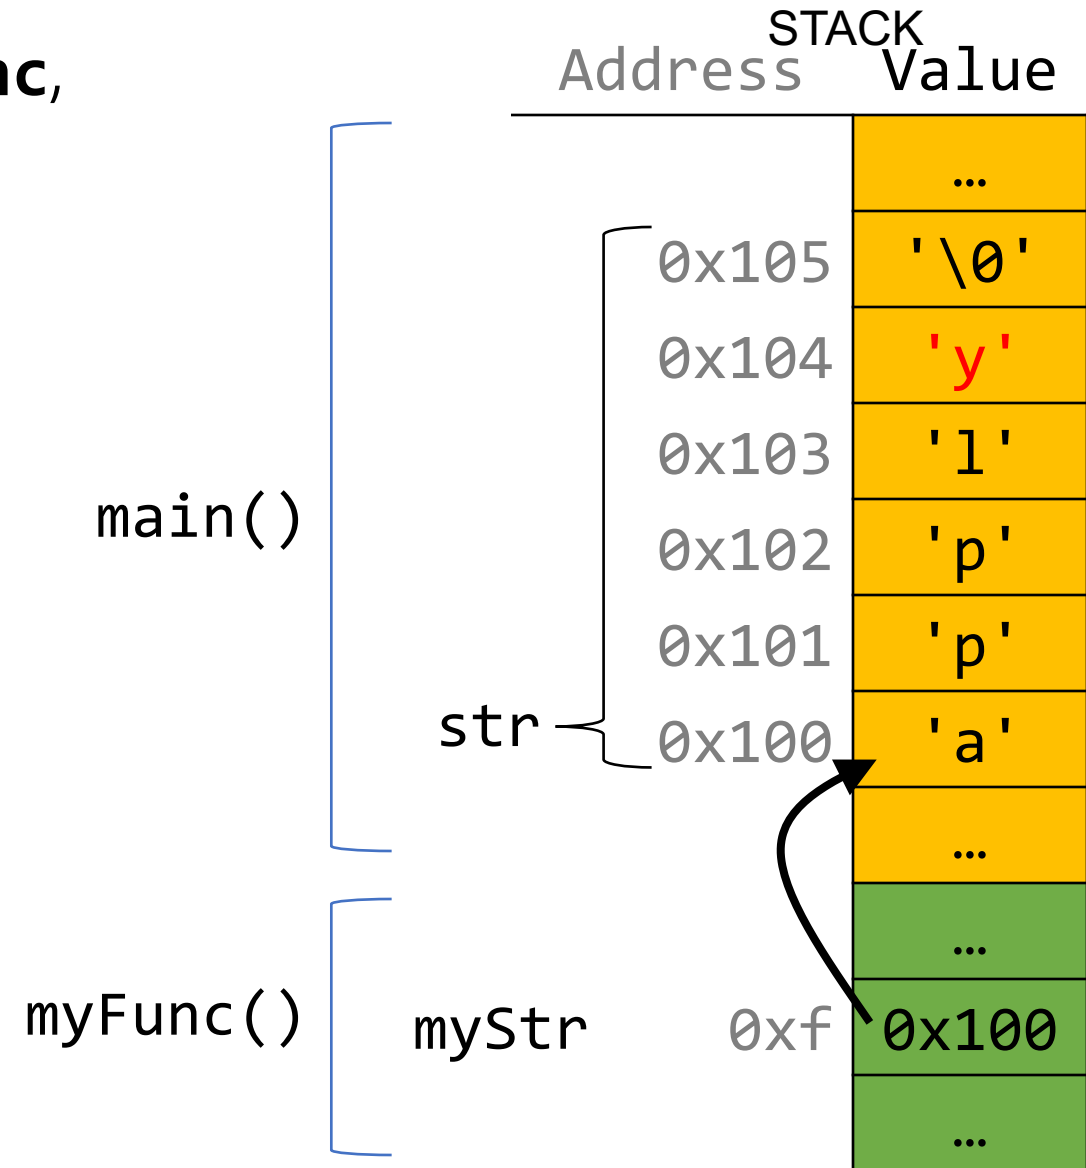 STACK
nc,
Address Value
…
0x105 '\0'
0x104 'y'
0x103 'l'
main()
0x102 'p'
0x101 'p'
str 0x100 'a'
…
…
myFunc() myStr 0xf 0x100
…